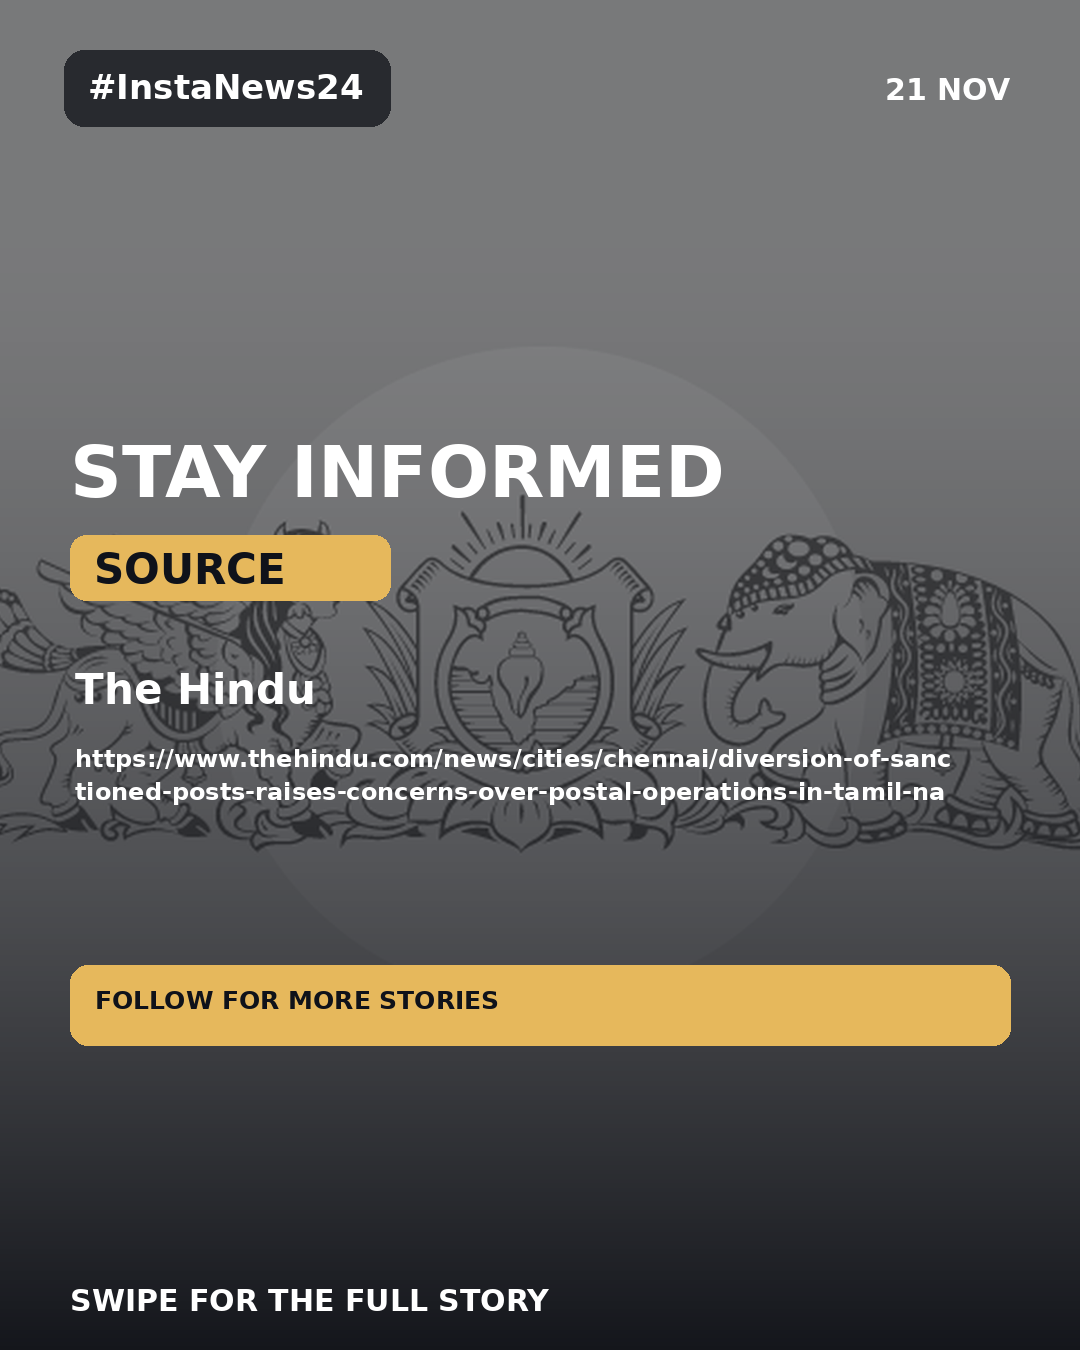 #InstaNews24
21 NOV
STAY INFORMED
SOURCE
The Hindu
https://www.thehindu.com/news/cities/chennai/diversion-of-sanc
tioned-posts-raises-concerns-over-postal-operations-in-tamil-na
FOLLOW FOR MORE STORIES
SWIPE FOR THE FULL STORY